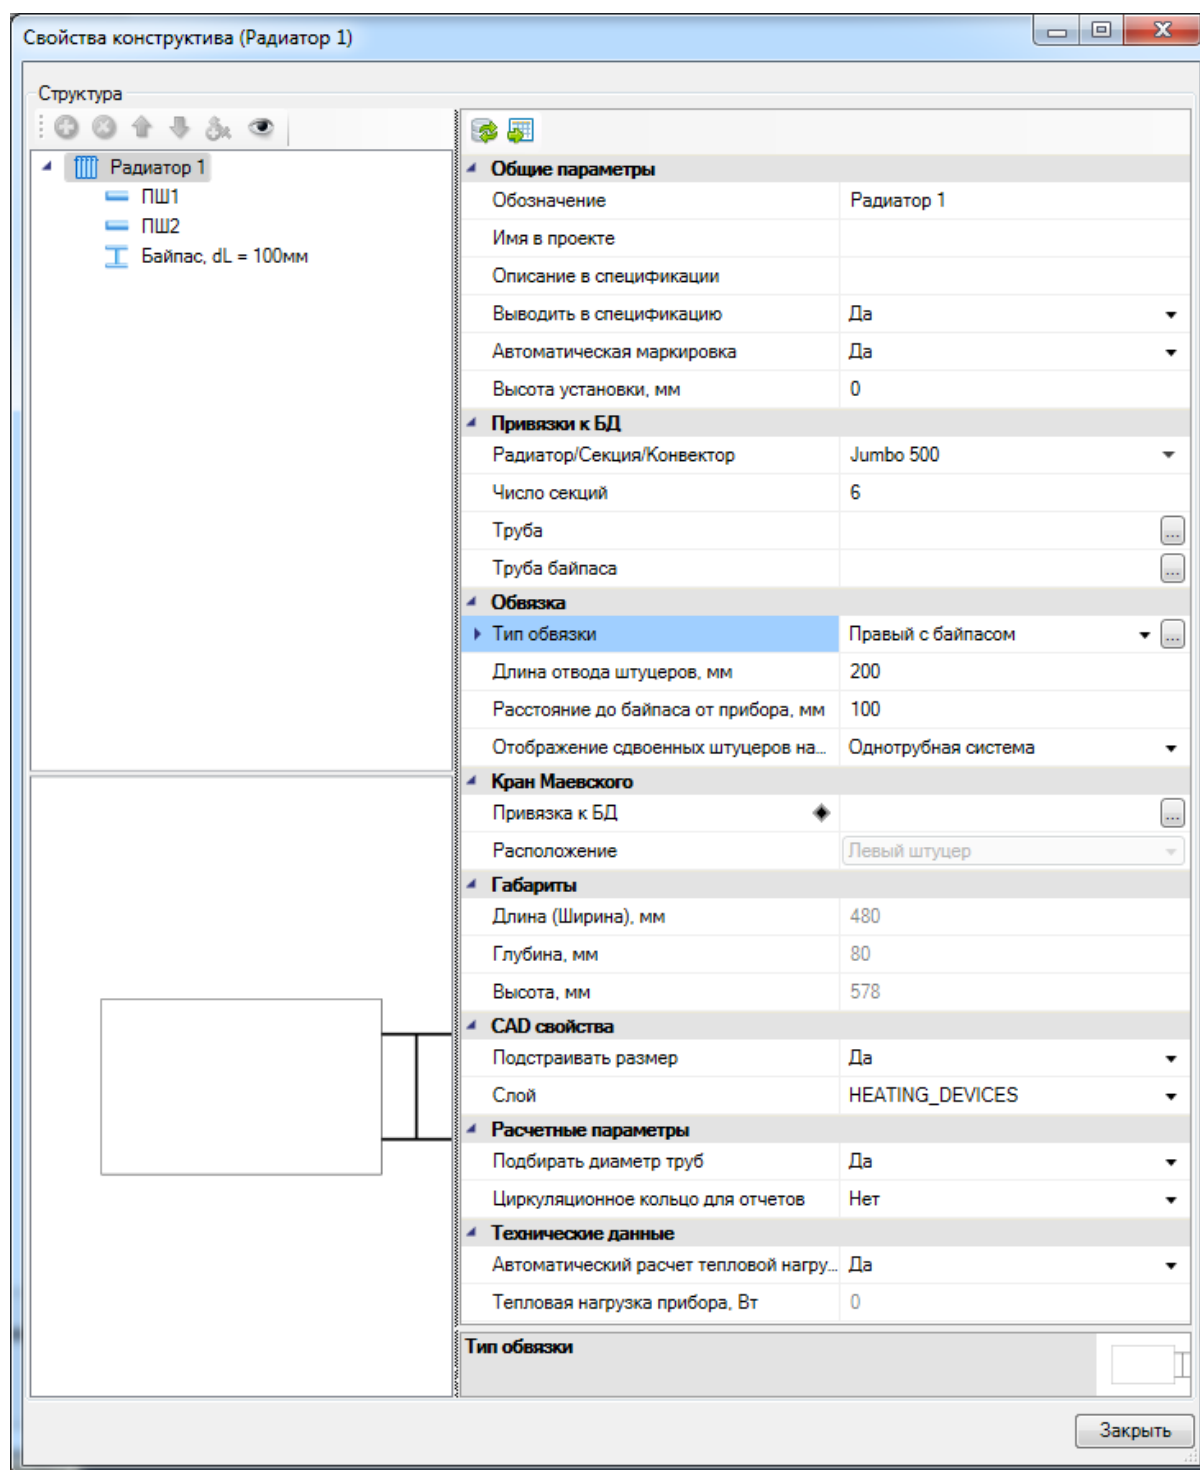 Свойства конструктива (Радиатор 1)
Структура
Радиатор 1
ПШ1
ПШ2
Байпас, dL = 100мм
Общие параметры
Обозначение Радиатор 1
Имя в проекте
Описание в спецификации
Выводить в спецификацию Да
Автоматическая маркировка Да
Высота установки, мм 0
Привязки к БД
Радиатор/Секция/Конвектор Jumbo 500
Число секций 6
Труба ...
Труба байпаса ...
Обвязка
Тип обвязки Правый с байпасом ...
Длина отвода штуцеров, мм 200
Расстояние до байпаса от прибора, мм 100
Отображение сдвоенных штуцеров на... Однотрубная система
Кран Маевского
Привязка к БД ...
Расположение Левый штуцер
Габариты
Длина (Ширина), мм 480
Глубина, мм 80
Высота, мм 578
CAD свойства
Подстраивать размер Да
Слой HEATING_DEVICES
Расчетные параметры
Подбирать диаметр труб Да
Циркуляционное кольцо для отчетов Нет
Технические данные
Автоматический расчет тепловой нагру... Да
Тепловая нагрузка прибора, Вт 0
Тип обвязки
Закрыть